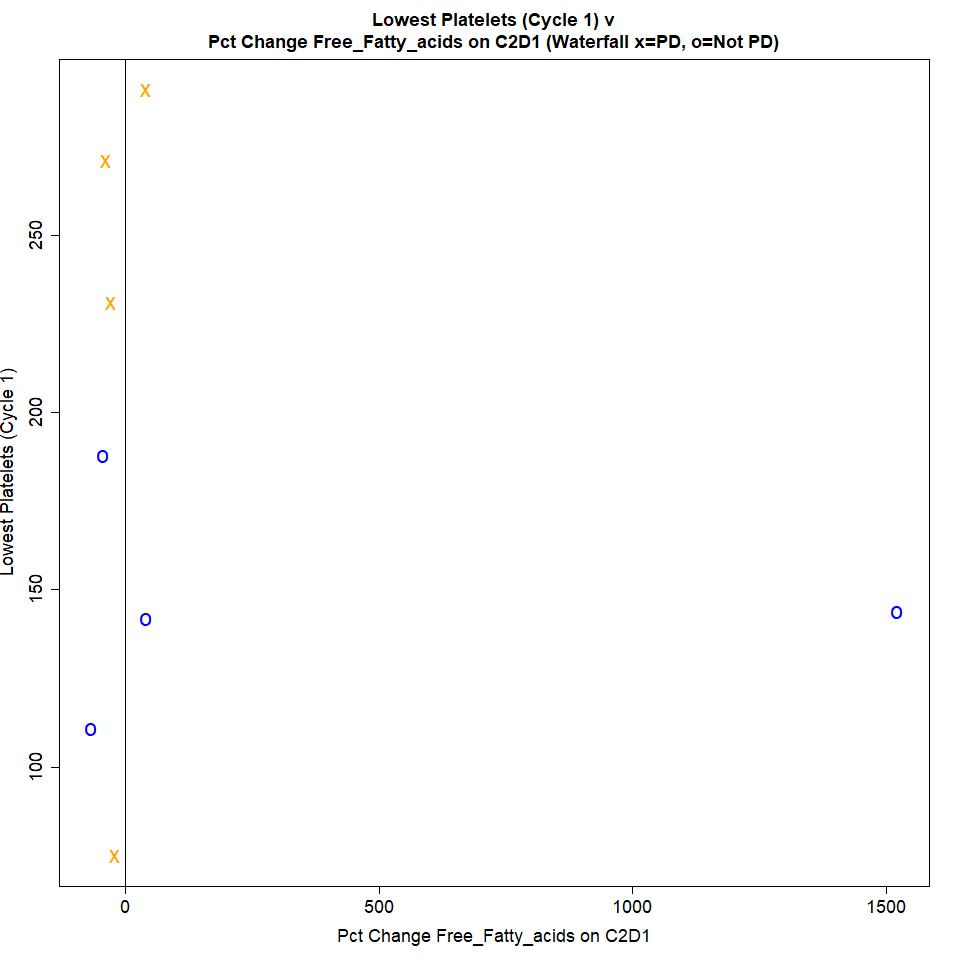 Lowest Platelets (Cycle 1) v
Pct Change Free_Fatty_acids on C2D1 (Waterfall x=PD, o=Not PD)
X
X
X
O
O
O
O
X
250
200
150
100
Lowest Platelets (Cycle 1)
0 500 1000 1500
Pct Change Free_Fatty_acids on C2D1